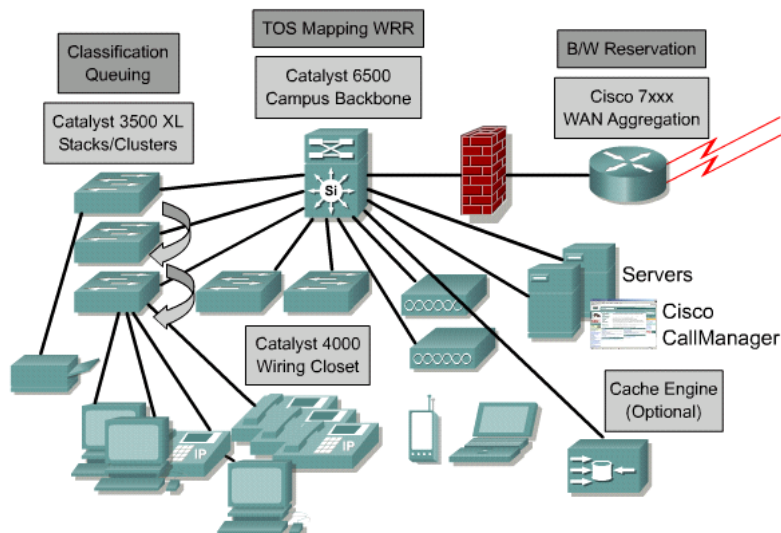 TOS Mapping WRR
Classification
Queuing
B/W Reservation
Catalyst 6500
Campus Backbone
Cisco 7xxx
WAN Aggregation
Catalyst 3500 XL
Stacks/Clusters
Si
Servers
Cisco
CallManager
Catalyst 4000
Wiring Closet
Cache Engine
(Optional)
IP
IP
IP